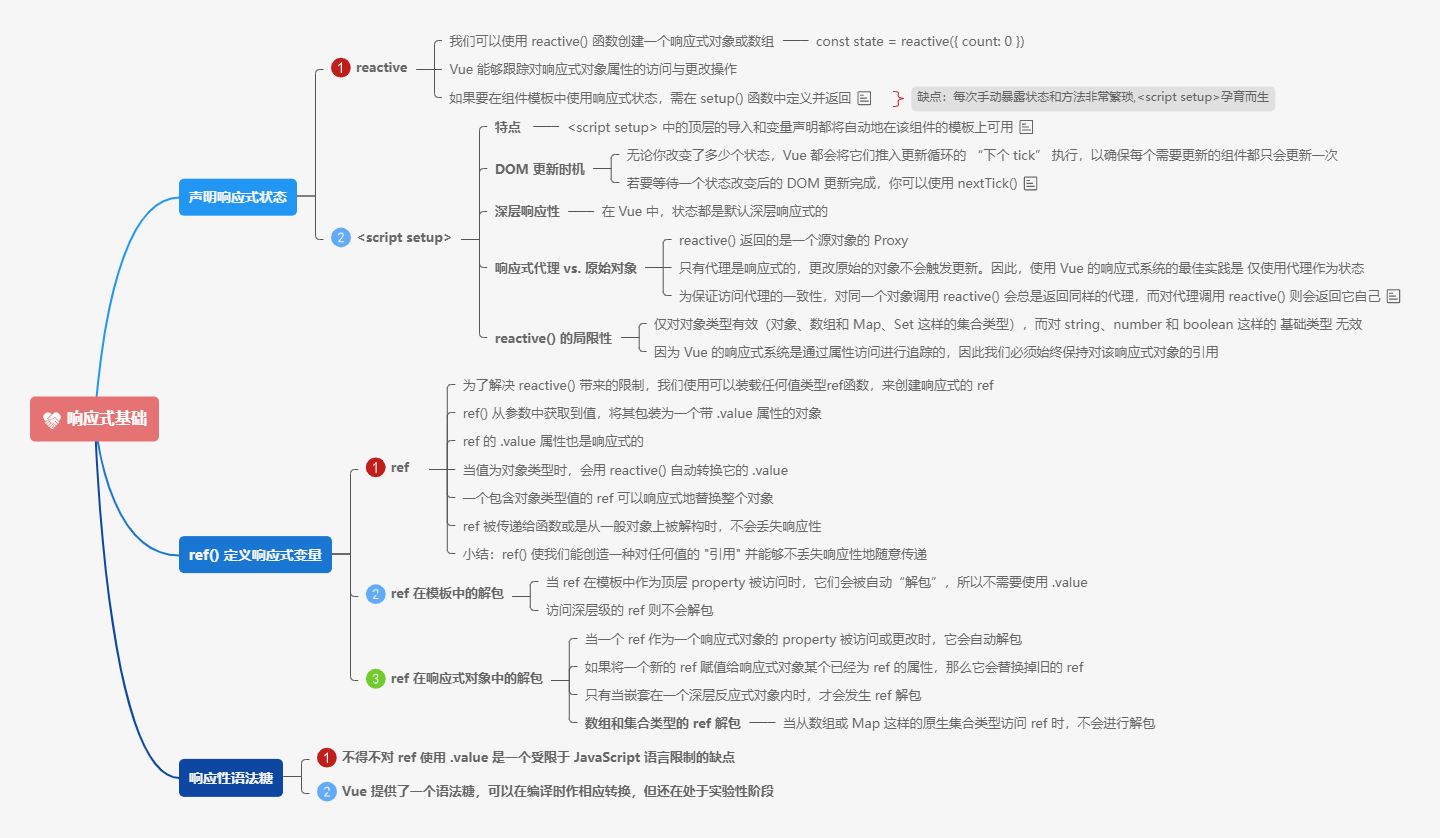 响应式基础
声明响应式状态
1 reactive
我们可以使用 reactive() 函数创建一个响应式对象或数组
const state = reactive({ count: 0 })
Vue 能够跟踪对响应式对象属性的访问与更改操作
如果要在组件模板中使用响应式状态，需在 setup() 函数中定义并返回
缺点：每次手动暴露状态和方法非常繁琐,<script setup>孕育而生
2 <script setup>
特点
<script setup> 中的顶层的导入和变量声明都将自动地在该组件的模板上可用
DOM 更新时机
无论你改变了多少个状态，Vue 都会将它们推入更新循环的 “下个 tick” 执行，以确保每个需要更新的组件都只会更新一次
若要等待一个状态改变后的 DOM 更新完成，你可以使用 nextTick()
深层响应性
在 Vue 中，状态都是默认深层响应式的
响应式代理 vs. 原始对象
reactive() 返回的是一个源对象的 Proxy
只有代理是响应式的，更改原始的对象不会触发更新。因此，使用 Vue 的响应式系统的最佳实践是 仅使用代理作为状态
为保证访问代理的一致性，对同一个对象调用 reactive() 会总是返回同样的代理，而对代理调用 reactive() 则会返回它自己
reactive() 的局限性
仅对对象类型有效（对象、数组和 Map、Set 这样的集合类型），而对 string、number 和 boolean 这样的 基础类型 无效
因为 Vue 的响应式系统是通过属性访问进行追踪的，因此我们必须始终保持对该响应式对象的引用
ref() 定义响应式变量
1 ref
为了解决 reactive() 带来的限制，我们使用可以装载任何值类型ref函数，来创建响应式的 ref
ref() 从参数中获取到值，将其包装为一个带 .value 属性的对象
ref 的 .value 属性也是响应式的
当值为对象类型时，会用 reactive() 自动转换它的 .value
一个包含对象类型值的 ref 可以响应式地替换整个对象
ref 被传递给函数或是从一般对象上被解构时，不会丢失响应性
小结：ref() 使我们能创造一种对任何值的 "引用" 并能够不丢失响应性地随意传递
2 ref 在模板中的解包
当 ref 在模板中作为顶层 property 被访问时，它们会被自动“解包”，所以不需要使用 .value
访问深层级的 ref 则不会解包
3 ref 在响应式对象中的解包
当一个 ref 作为一个响应式对象的 property 被访问或更改时，它会自动解包
如果将一个新的 ref 赋值给响应式对象某个已经为 ref 的属性，那么它会替换掉旧的 ref
只有当嵌套在一个深层反应式对象内时，才会发生 ref 解包
数组和集合类型的 ref 解包
当从数组或 Map 这样的原生集合类型访问 ref 时，不会进行解包
响应性语法糖
1 不得不对 ref 使用 .value 是一个受限于 JavaScript 语言限制的缺点
2 Vue 提供了一个语法糖，可以在编译时作相应转换，但还在处于实验性阶段